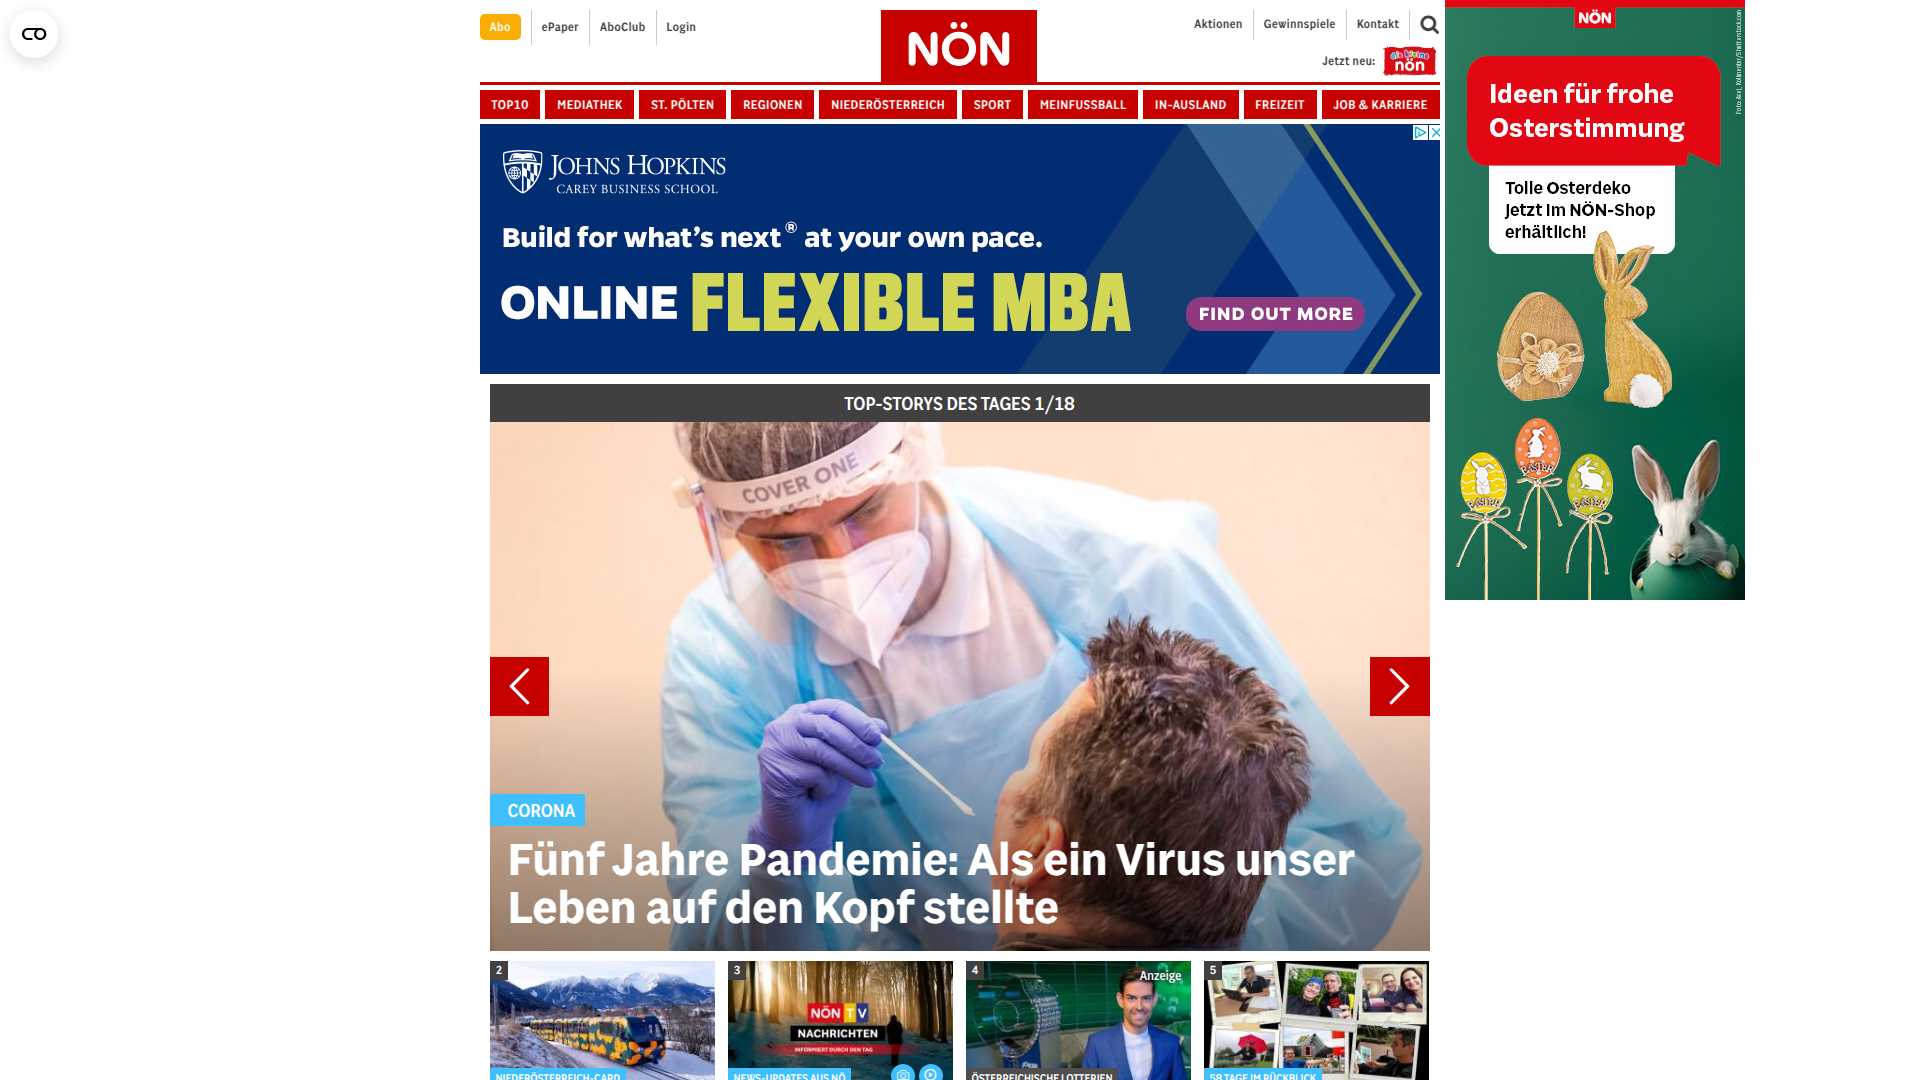 Abo
ePaper
AboClub
Login
NÖN
Aktionen
Gewinnspiele
Kontakt
Jetzt neu:
die kleine
nön
TOP10
MEDIATHEK
ST. PÖLTEN
REGIONEN
NIEDERÖSTERREICH
SPORT
MEINFUSSBALL
IN-AUSLAND
FREIZEIT
JOB & KARRIERE
JOHNS HOPKINS
CAREY BUSINESS SCHOOL
Build for what's next® at your own pace.
ONLINE FLEXIBLE MBA
FIND OUT MORE
NÖN
Ideen für frohe
Osterstimmung
Tolle Osterdeko
jetzt im NÖN-Shop
erhältlich!
EASTER
EASTER
EASTER
TOP-STORYS DES TAGES 1/18
COVER ONE
CORONA
Fünf Jahre Pandemie: Als ein Virus unser
Leben auf den Kopf stellte
2
NIEDERÖSTERREICH-CARD
3
NÖN TV
NACHRICHTEN
INFORMIERT DURCH DEN TAG
NEWS-UPDATES AUS NÖ
4
Anzeige
ÖSTERREICHISCHE LOTTERIEN
5
58 TAGE IM RÜCKBLICK